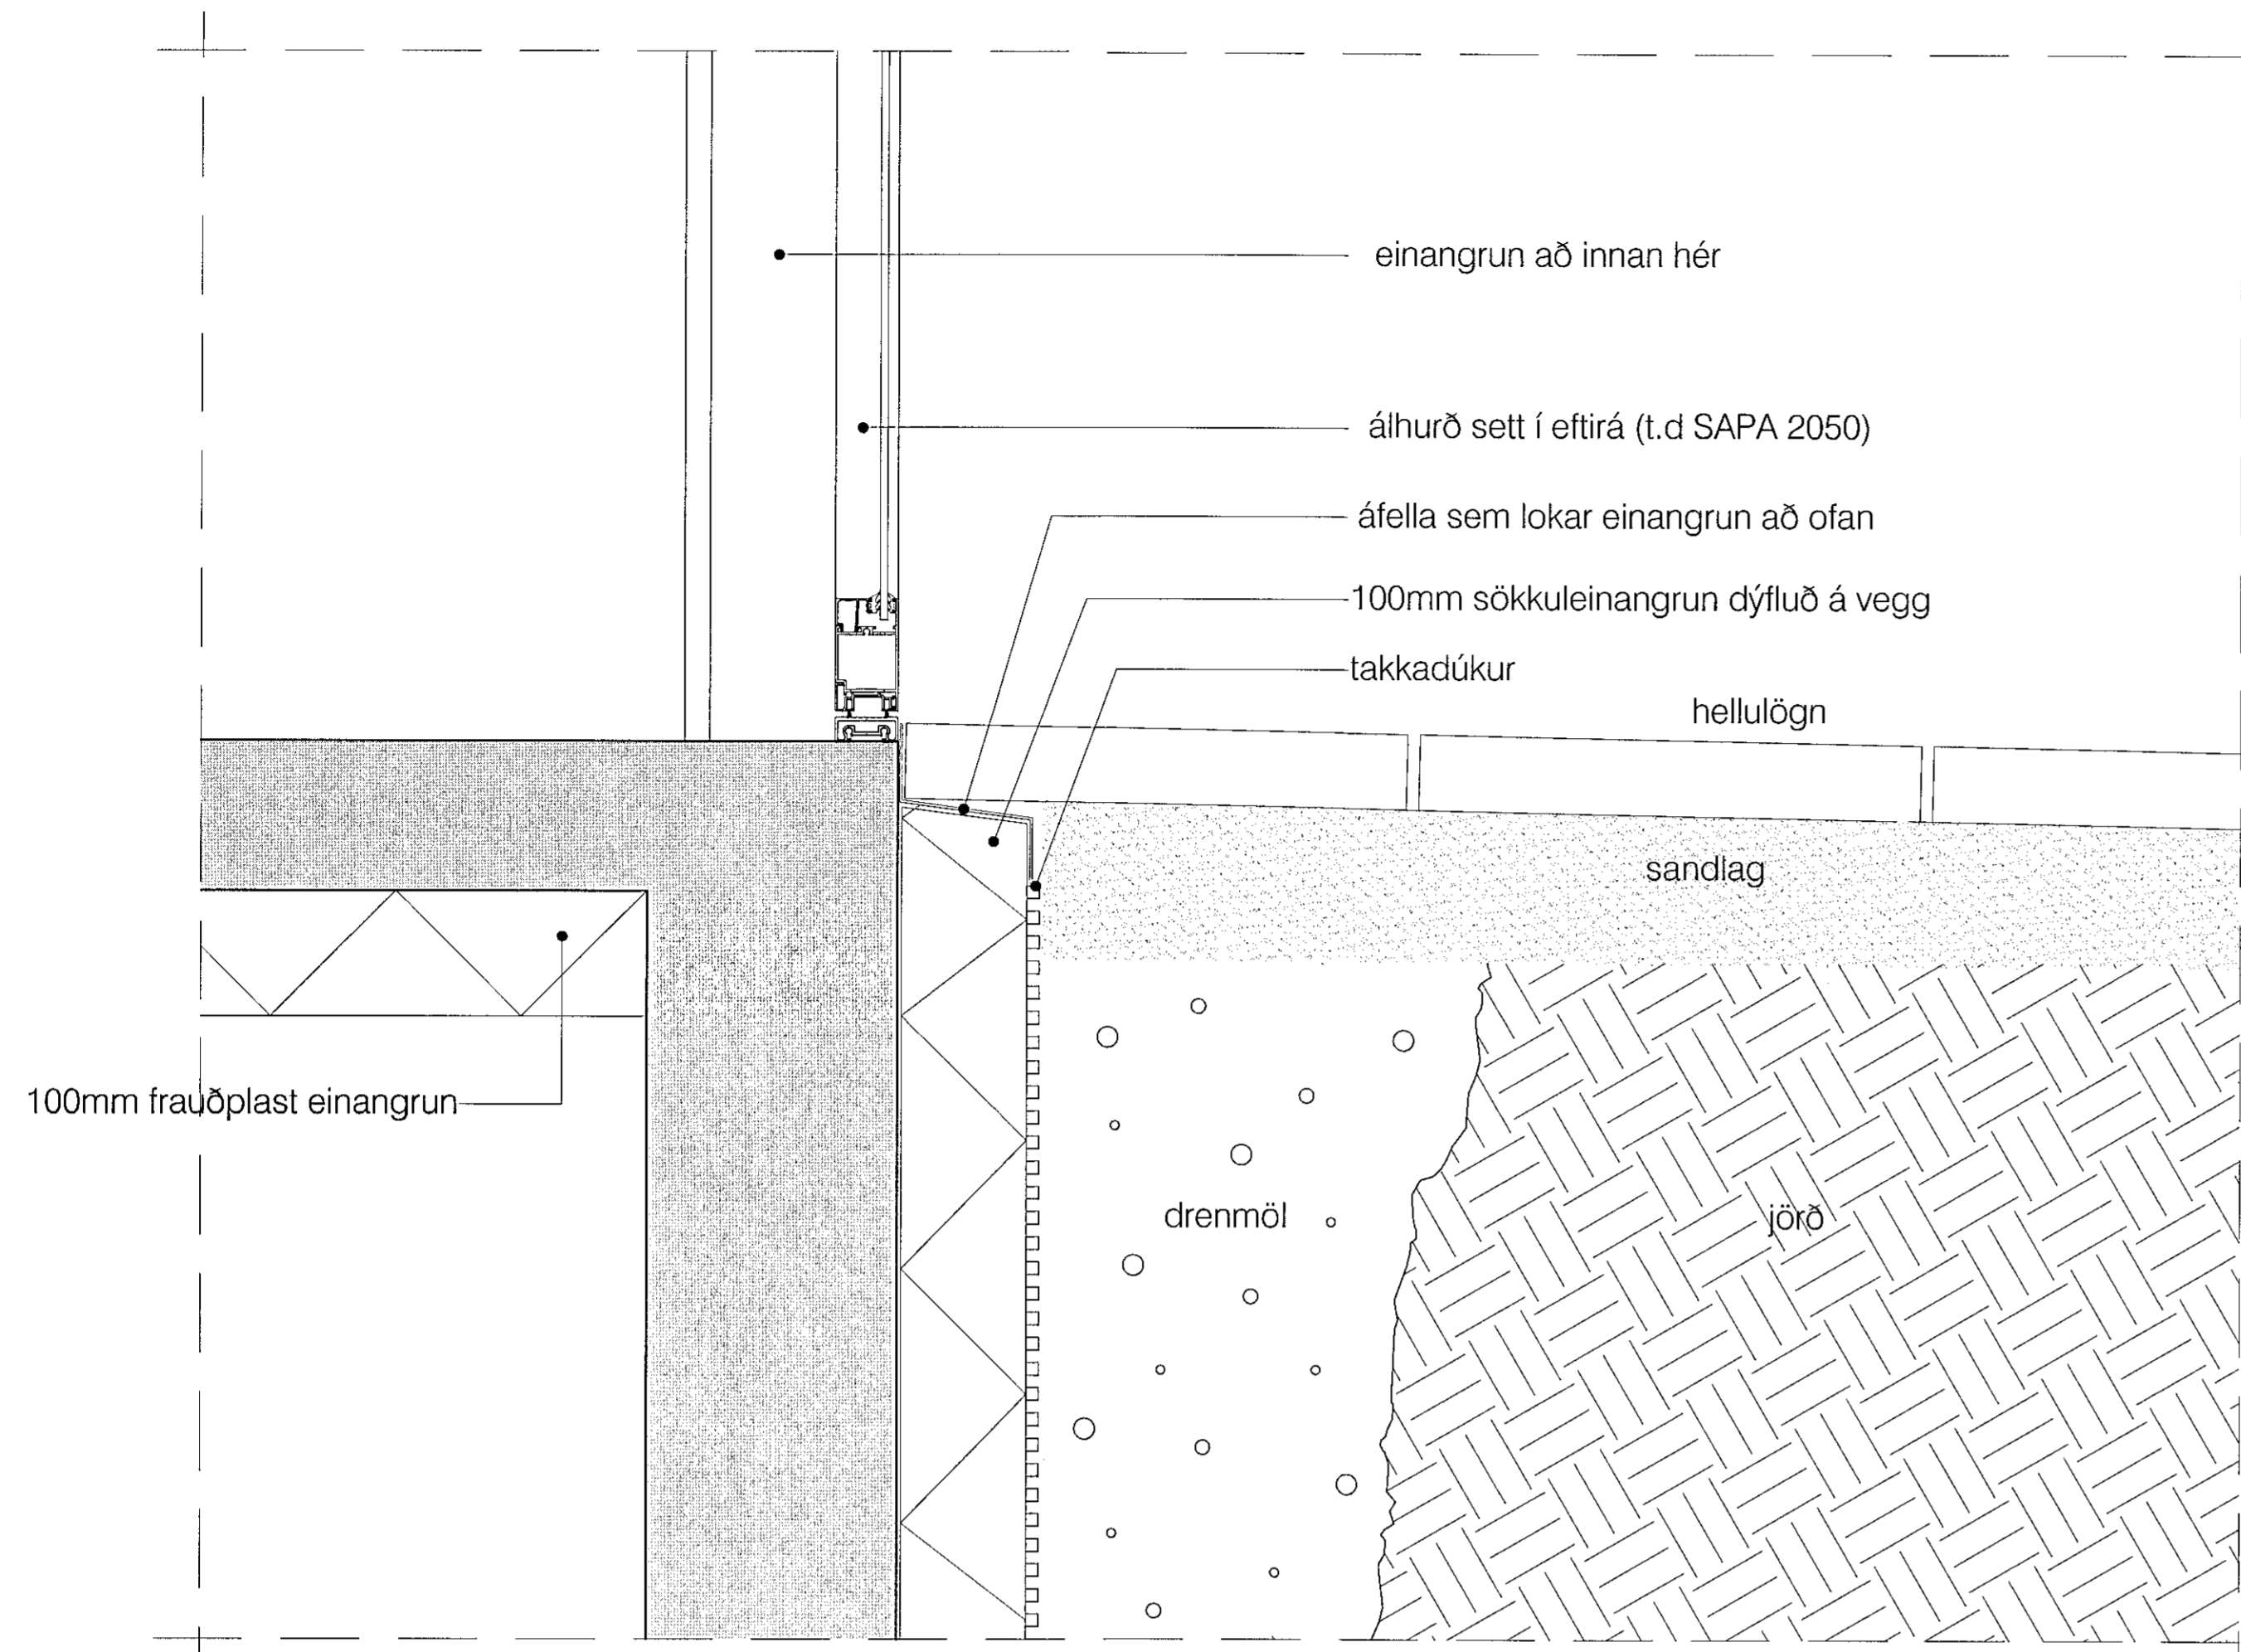 einangrun að innan hér
álhurð sett í eftirá (t.d SAPA 2050)
áfella sem lokar einangrun að ofan
100mm sökkuleinangrun dýfluð á vegg
takkadúkur
hellulögn
sandlag
100mm frauðplast einangrun
drenmöl
jörð